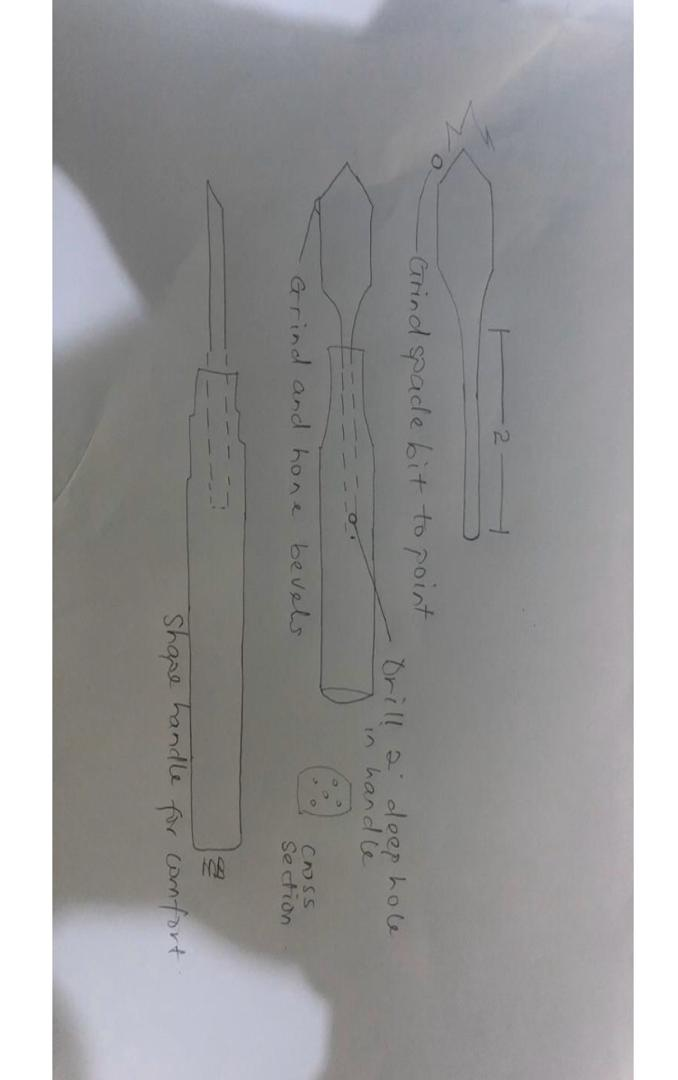 2
Grind spade bit to point
Drill 2" deep hole
in handle
Grind and hone bevels
Cross
Section
Shape handle for comfort